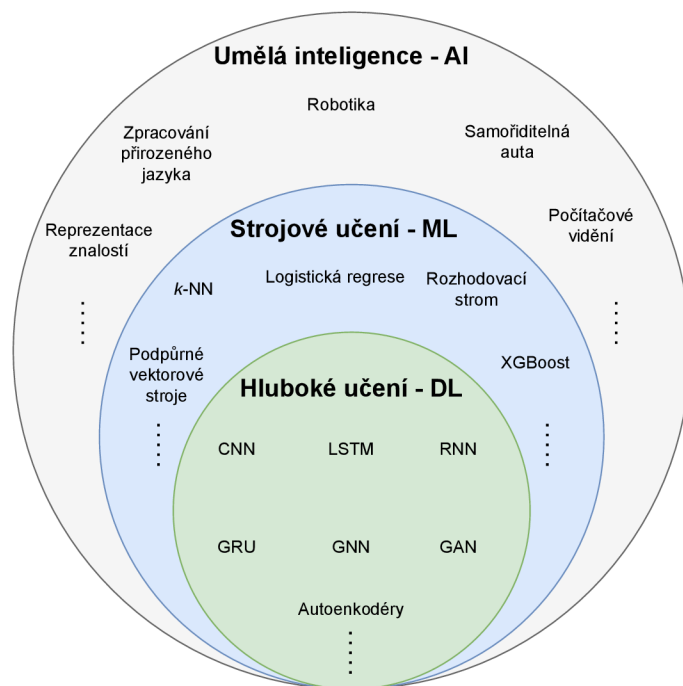 Umělá inteligence - AI
Robotika
Zpracování
přirozeného
jazyka
Samořiditelná
auta
Reprezentace
znalostí
Počítačové
vidění
Strojové učení - ML
k-NN
Logistická regrese
Rozhodovací
strom
Podpůrné
vektorové
stroje
XGBoost
Hluboké učení - DL
CNN
LSTM
RNN
GRU
GNN
GAN
Autoenkodéry